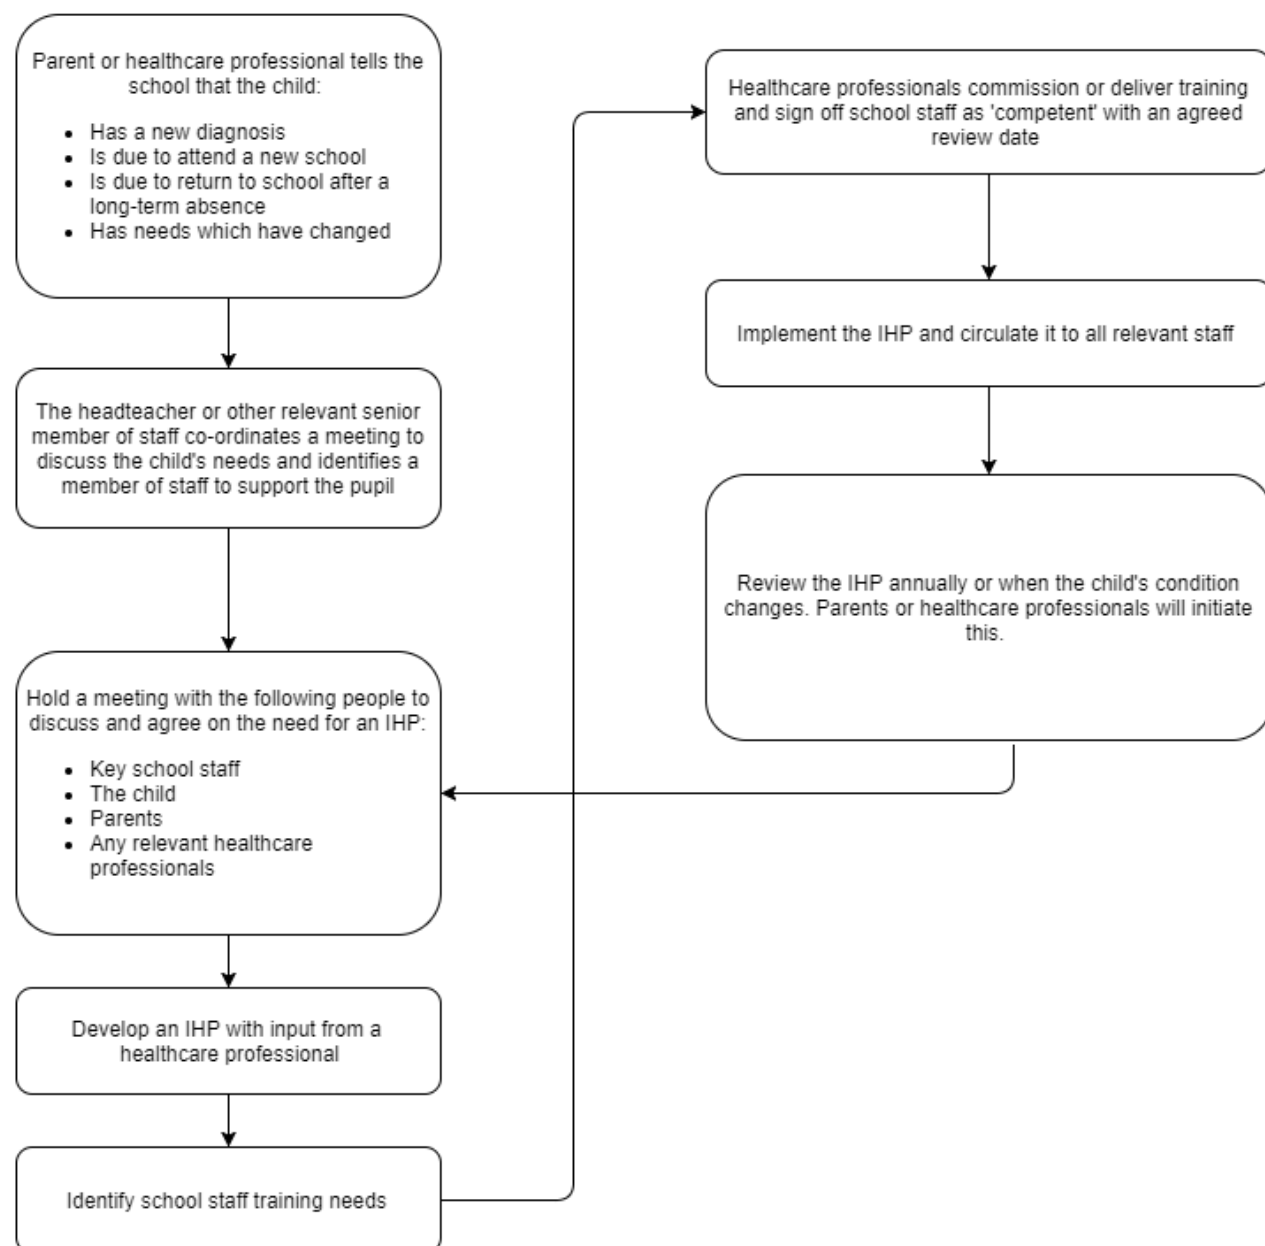 Parent or healthcare professional tells the
school that the child:
• Has a new diagnosis
• Is due to attend a new school
• Is due to return to school after a
long-term absence
• Has needs which have changed
The headteacher or other relevant senior
member of staff co-ordinates a meeting to
discuss the child's needs and identifies a
member of staff to support the pupil
Hold a meeting with the following people to
discuss and agree on the need for an IHP:
• Key school staff
• The child
• Parents
• Any relevant healthcare
professionals
Develop an IHP with input from a
healthcare professional
Identify school staff training needs
Healthcare professionals commission or deliver training
and sign off school staff as 'competent' with an agreed
review date
Implement the IHP and circulate it to all relevant staff
Review the IHP annually or when the child's condition
changes. Parents or healthcare professionals will initiate
this.